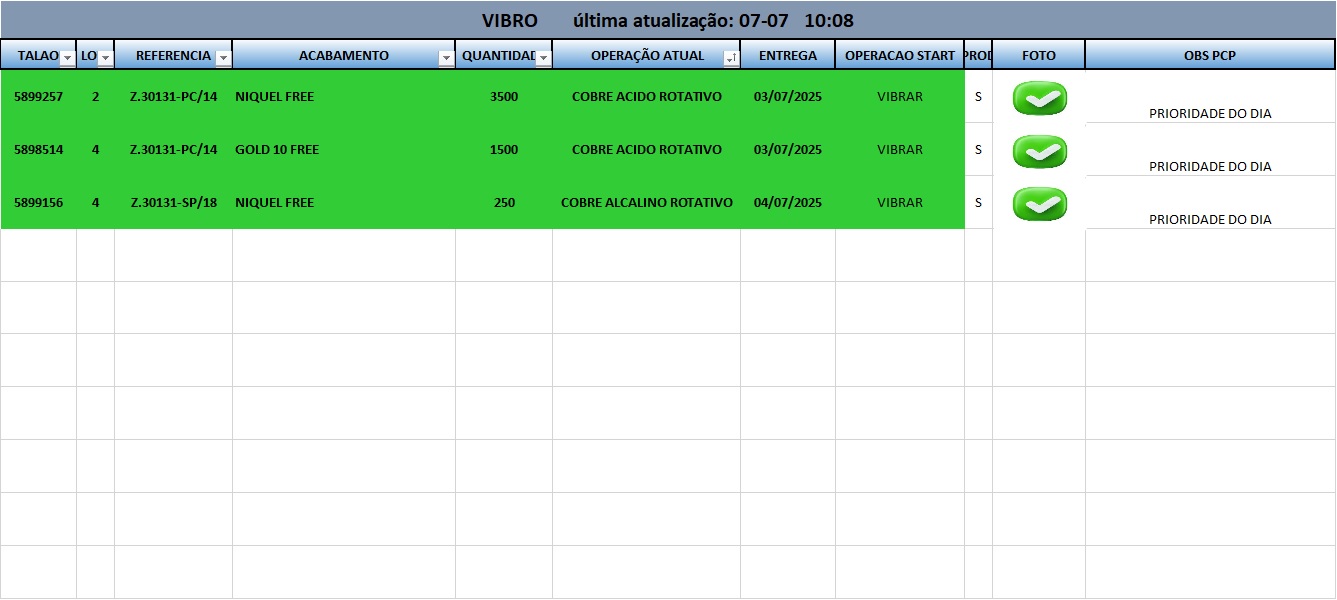 VIBRO última atualização: 07-07 10:08
TALAO LO REFERENCIA ACABAMENTO QUANTIDAD OPERAÇÃO ATUAL ENTREGA OPERACAO START PROD FOTO OBS PCP
5899257 2 Z.30131-PC/14 NIQUEL FREE 3500 COBRE ACIDO ROTATIVO 03/07/2025 VIBRAR S
PRIORIDADE DO DIA
5898514 4 Z.30131-PC/14 GOLD 10 FREE 1500 COBRE ACIDO ROTATIVO 03/07/2025 VIBRAR S
PRIORIDADE DO DIA
5899156 4 Z.30131-SP/18 NIQUEL FREE 250 COBRE ALCALINO ROTATIVO 04/07/2025 VIBRAR S
PRIORIDADE DO DIA